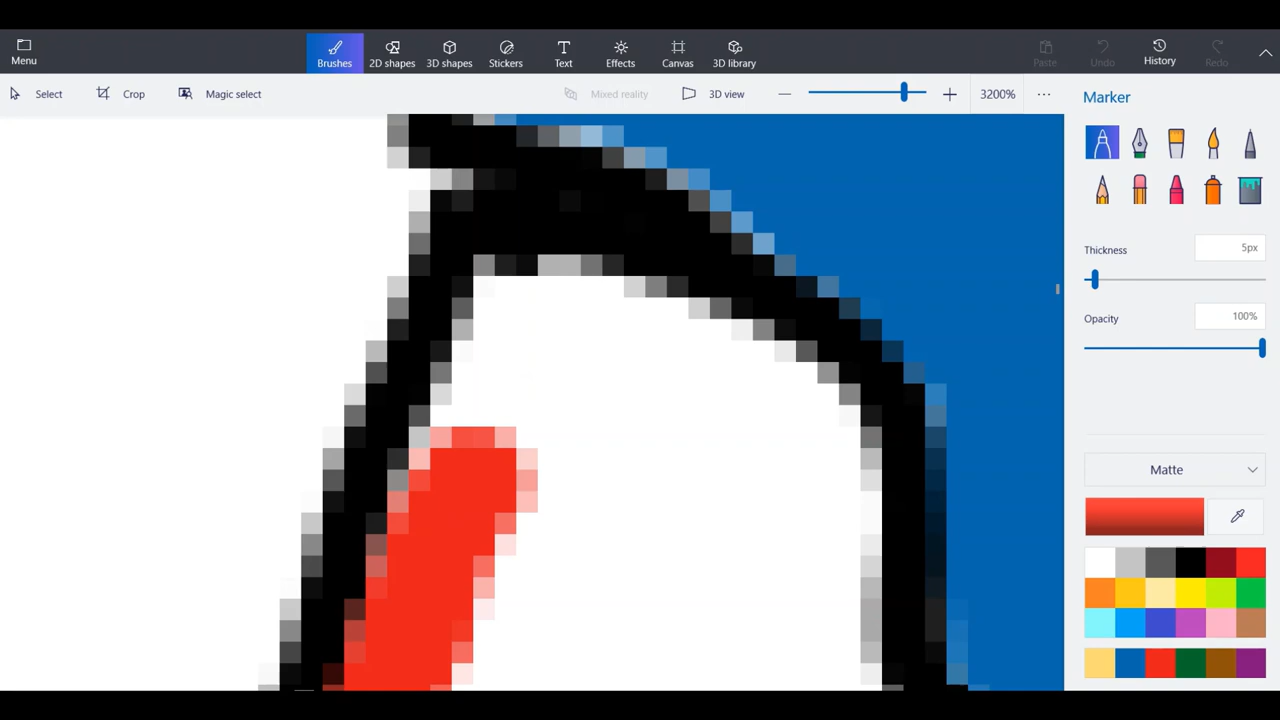 Menu
Brushes
2D shapes
3D shapes
Stickers
Text
Effects
Canvas
3D library
Paste
Undo
History
Redo
Select
Crop
Magic select
Mixed reality
3D view
3200%
Marker
Thickness
5px
Opacity
100%
Matte